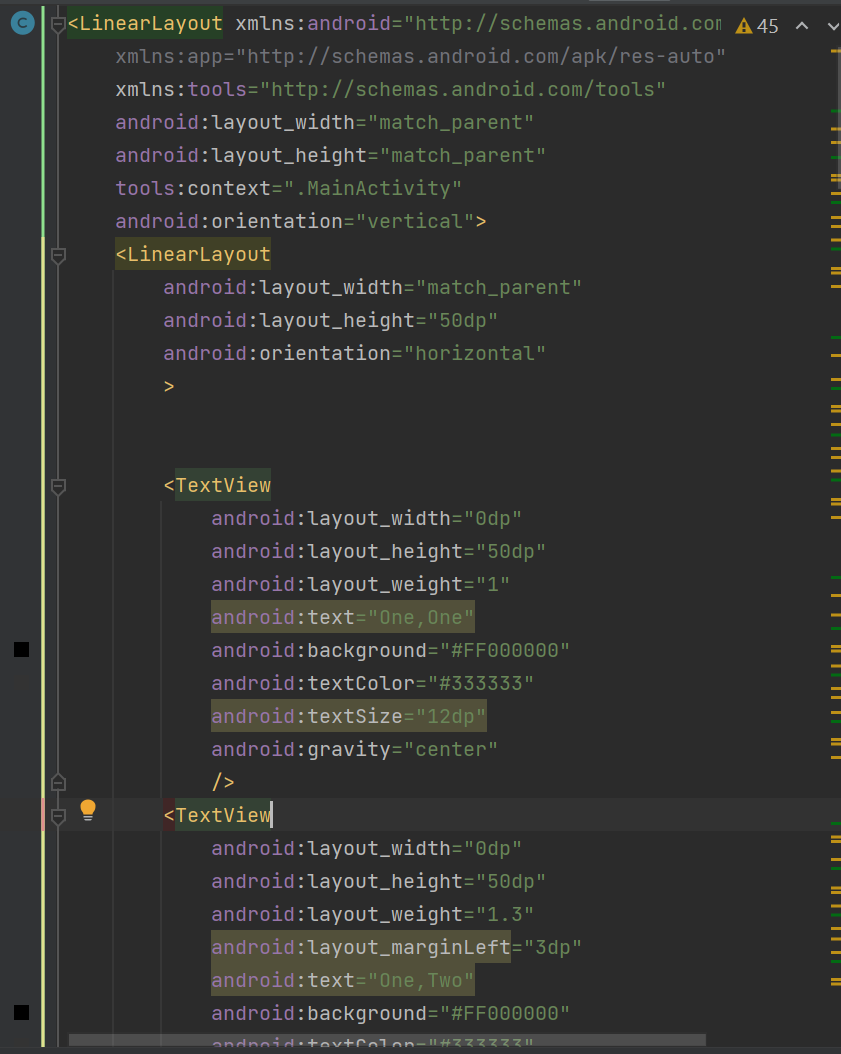 C <LinearLayout xmlns:android="http://schemas.android.com 45
xmlns:app="http://schemas.android.com/apk/res-auto"
xmlns:tools="http://schemas.android.com/tools"
android:layout_width="match_parent"
android:layout_height="match_parent"
tools:context=".MainActivity"
android:orientation="vertical">
<LinearLayout
android:layout_width="match_parent"
android:layout_height="50dp"
android:orientation="horizontal"
>
<TextView
android:layout_width="0dp"
android:layout_height="50dp"
android:layout_weight="1"
android:text="One,One"
android:background="#FF000000"
android:textColor="#333333"
android:textSize="12dp"
android:gravity="center"
/>
<TextView
android:layout_width="0dp"
android:layout_height="50dp"
android:layout_weight="1.3"
android:layout_marginLeft="3dp"
android:text="One,Two"
android:background="#FF000000"
android:textColor="#333333"